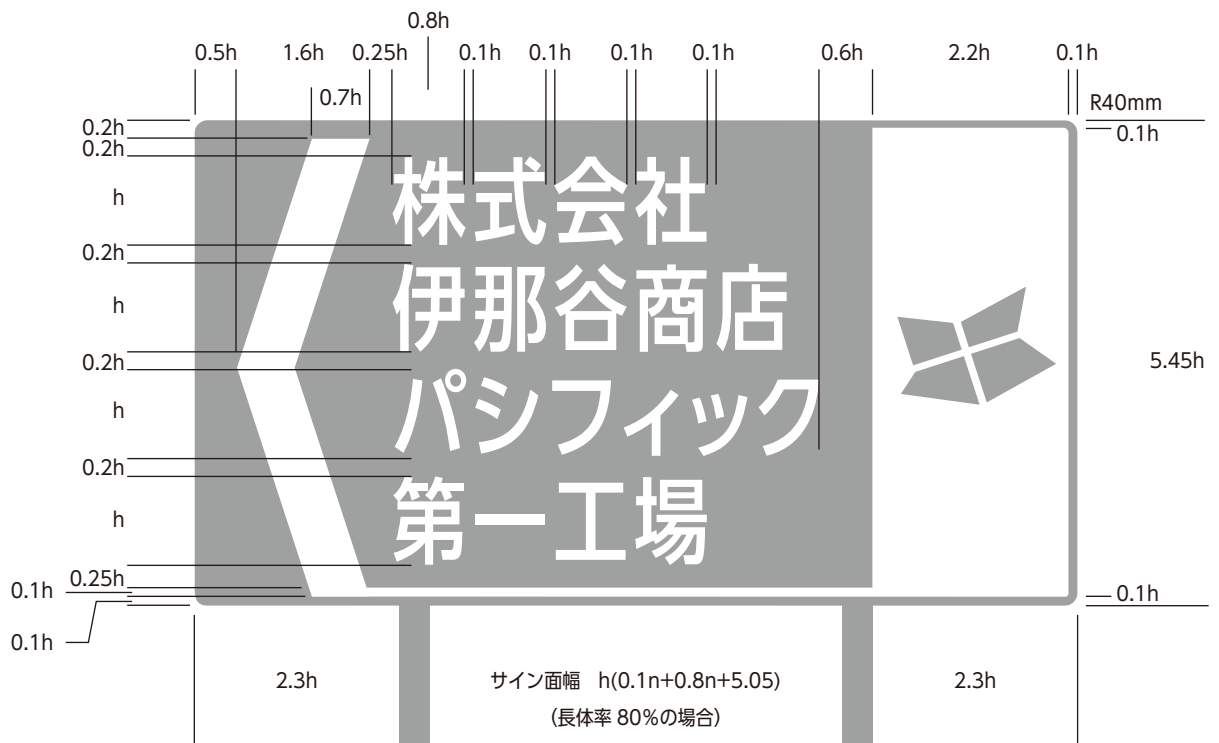 0.8h
0.5h 1.6h 0.25h 0.1h 0.1h 0.1h 0.1h 0.6h 2.2h 0.1h
0.7h
R40mm
0.2h
0.1h
0.2h
h
0.2h
h
0.2h
h
0.2h
h
0.25h
0.1h
0.1h
株式会社
伊那谷商店
パシフィック
第一工場
5.45h
0.1h
2.3h
サイン面幅 h(0.1n+0.8n+5.05)
(長体率 80%の場合)
2.3h